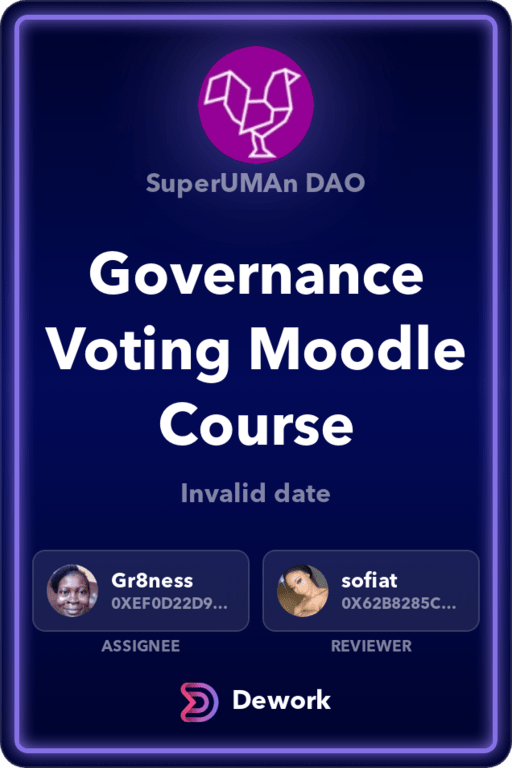 SuperUMAn DAO
Governance
Voting Moodle
Course
Invalid date
Gr8ness
0XEF0D22D9...
ASSIGNEE
sofiat
0X62B8285C...
REVIEWER
Dework